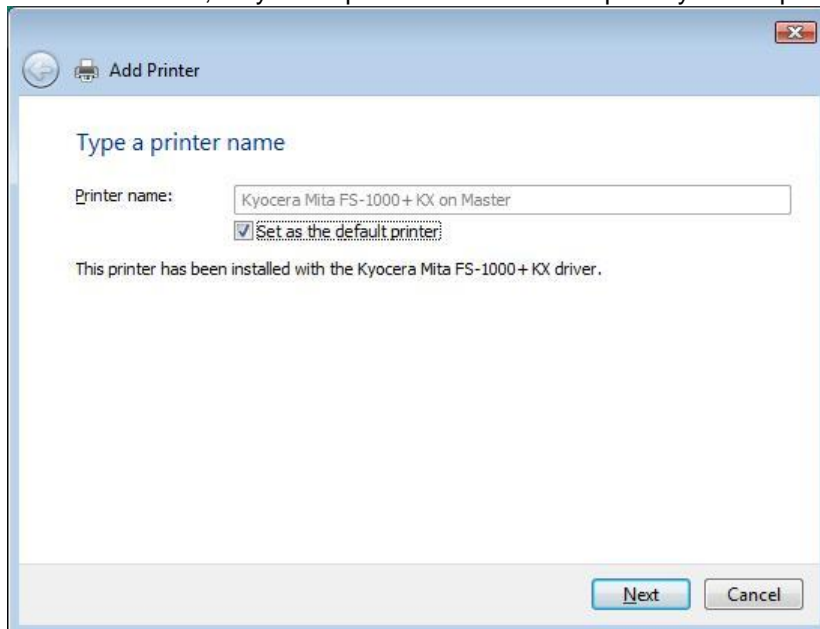 Add Printer
Type a printer name
Printer name:
Kyocera Mita FS-1000+ KX on Master
Set as the default printer
This printer has been installed with the Kyocera Mita FS-1000+ KX driver.
Next
Cancel